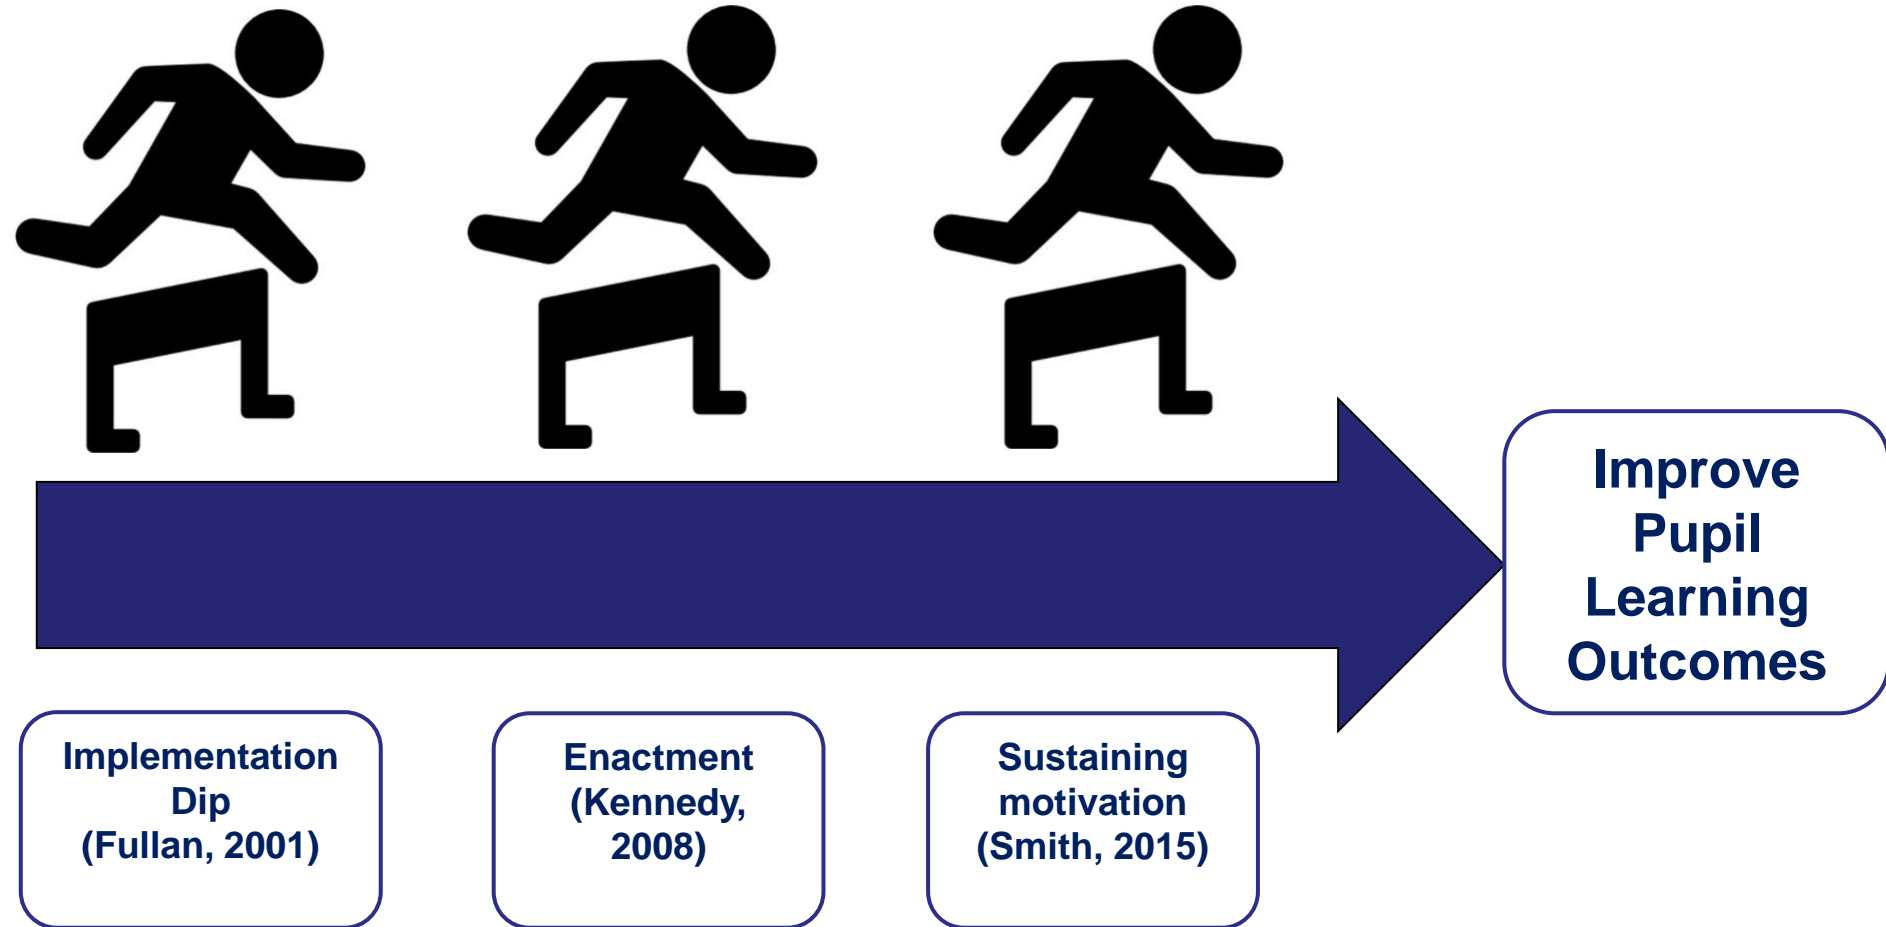 Improve
Pupil
Learning
Outcomes
Implementation
Dip
(Fullan, 2001)
Enactment
(Kennedy,
2008)
Sustaining
motivation
(Smith, 2015)